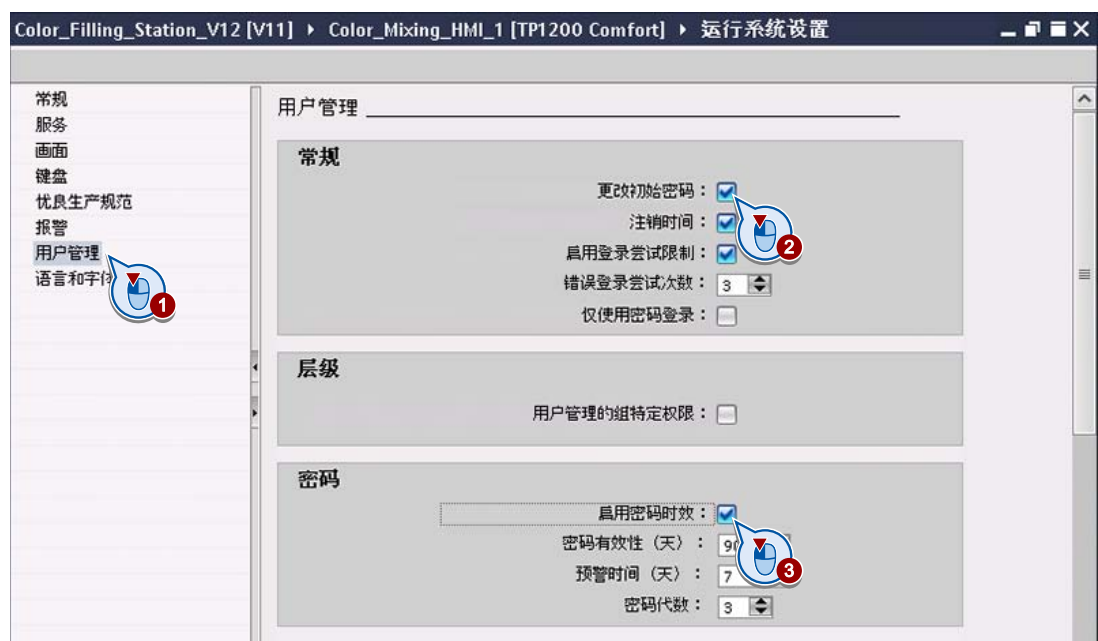 Color_Filling_Station_V12 [V11] ▸ Color_Mixing_HMI_1 [TP1200 Comfort] ▸ 运行系统设置
常规
服务
画面
键盘
优良生产规范
报警
用户管理
语言和字体
1
用户管理
常规
更改初始密码：
注销时间：
2
启用登录尝试限制：
错误登录尝试次数： 3
仅使用密码登录：
层级
用户管理的组特定权限：
密码
启用密码时效：
密码有效性（天）： 90
预警时间（天）： 7
3
密码代数： 3